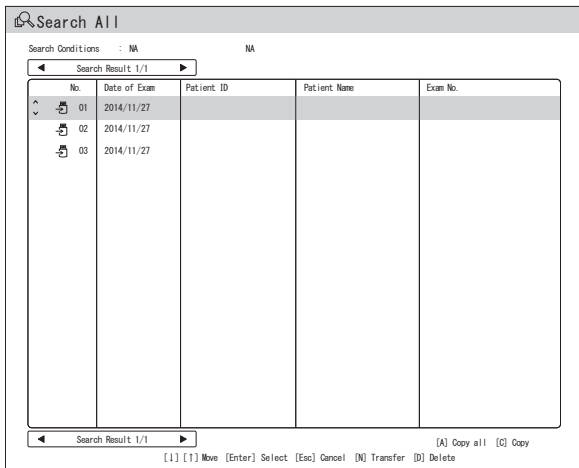 Search All
Search Conditions : NA NA
◀ Search Result 1/1 ▶
No. Date of Exam Patient ID Patient Name Exam No.
01 2014/11/27
02 2014/11/27
03 2014/11/27
◀ Search Result 1/1 ▶
[A] Copy all [C] Copy
[↓] [↑] Move [Enter] Select [Esc] Cancel [N] Transfer [D] Delete